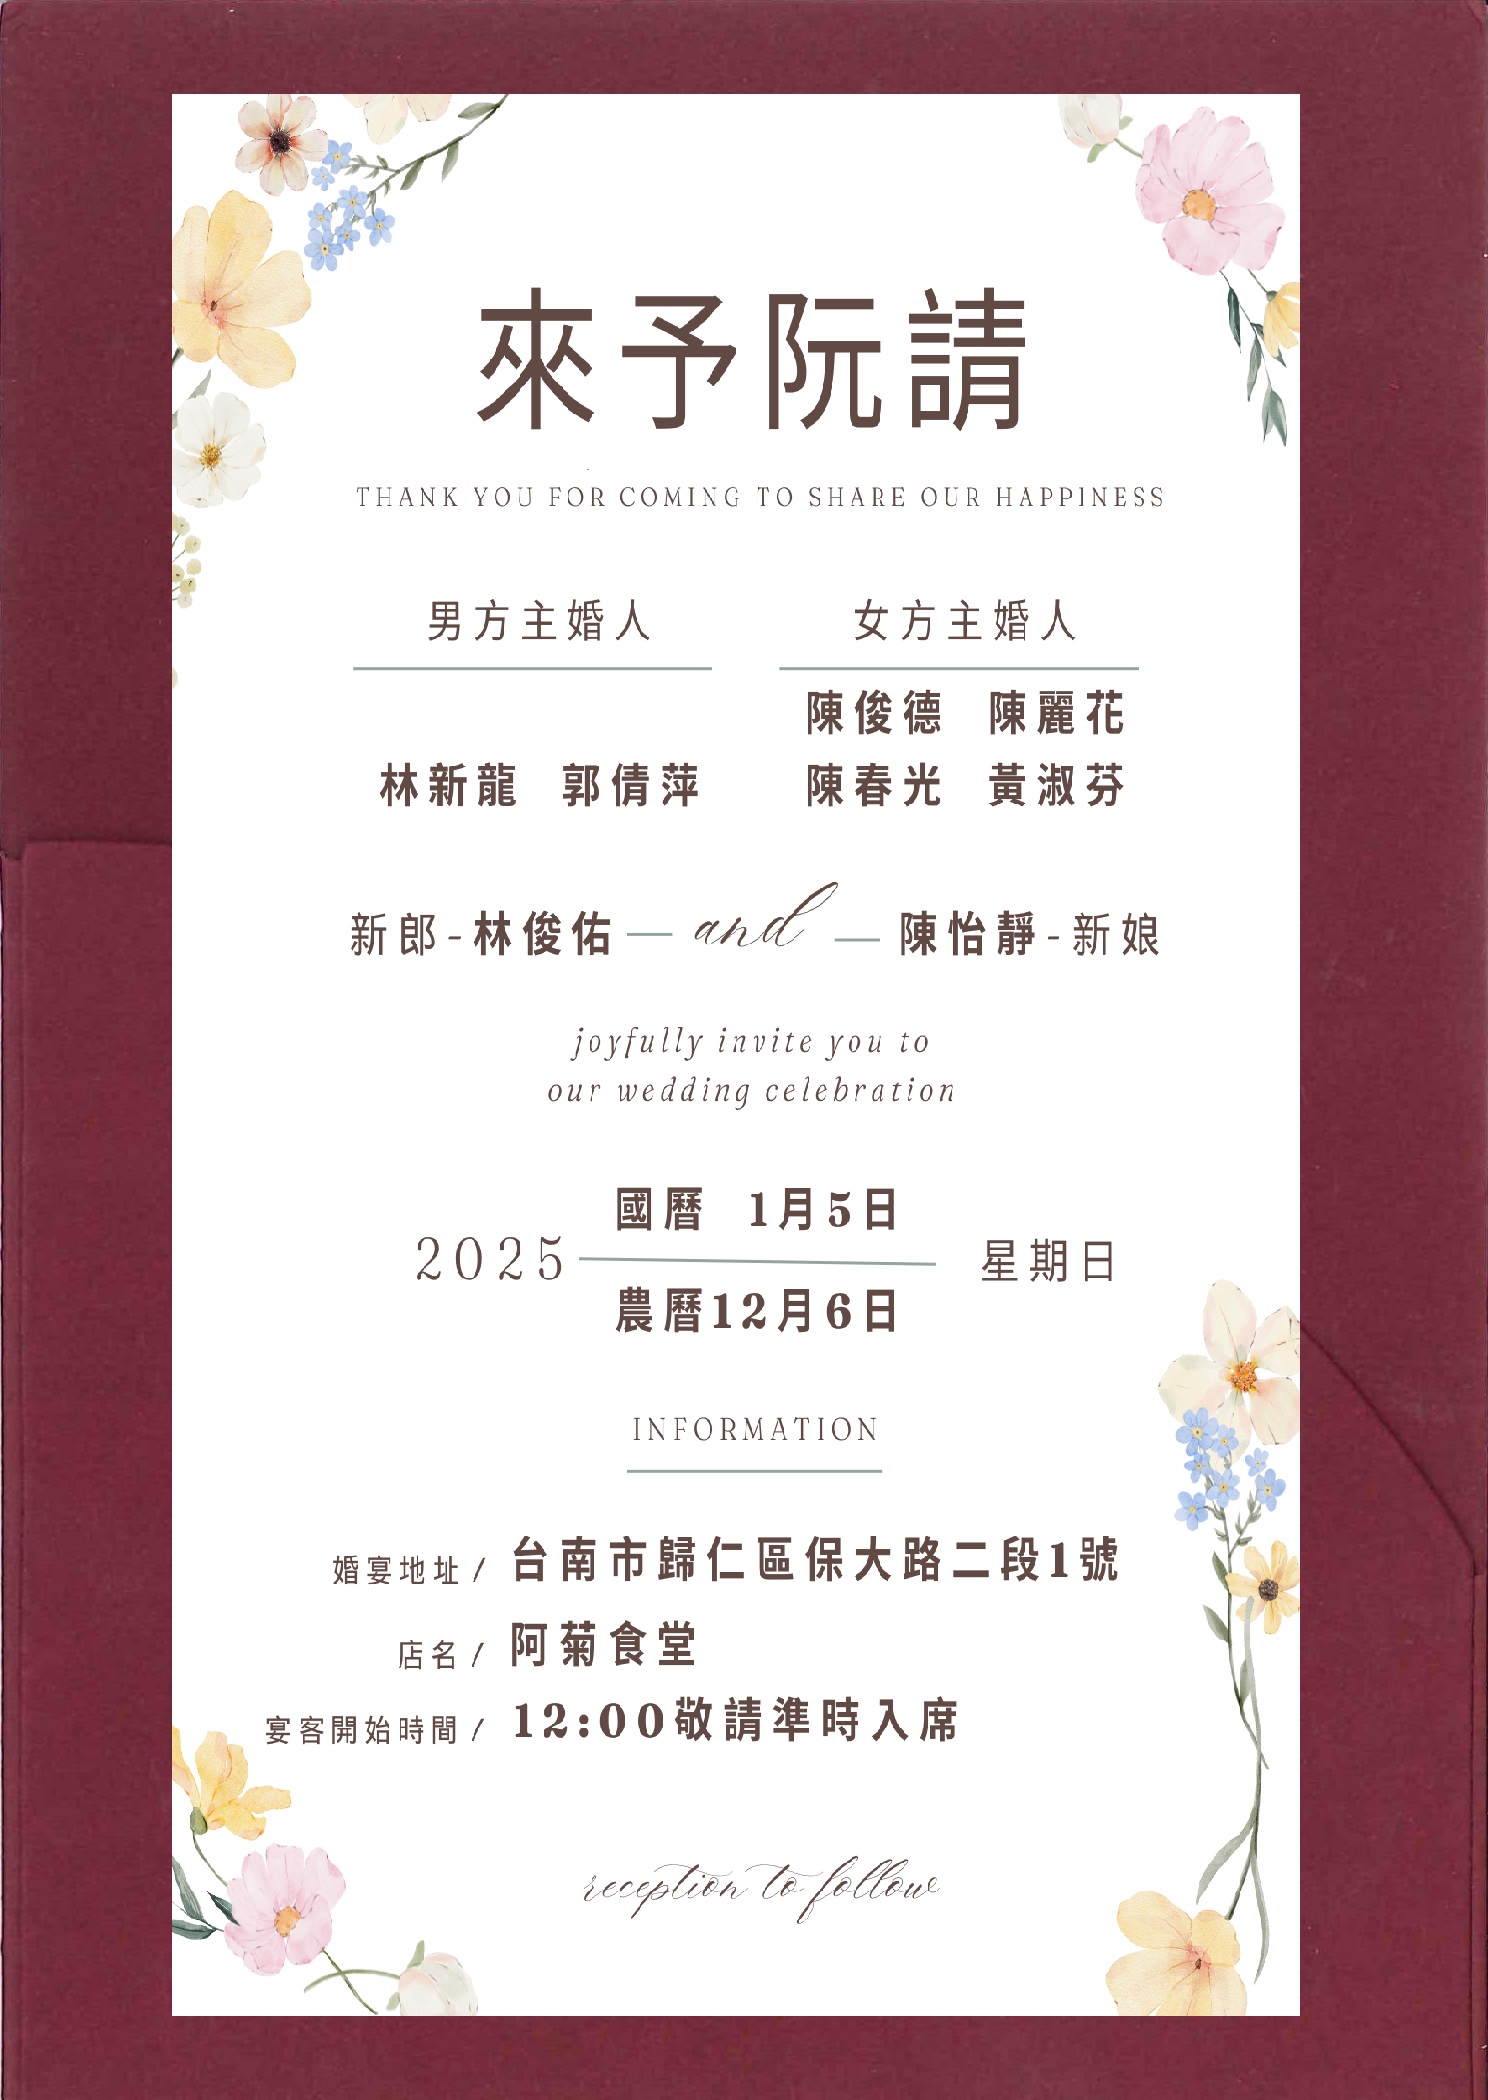 來予阮請
THANK YOU FOR COMING TO SHARE OUR HAPPINESS
男方主婚人
林新龍 郭倩萍
女方主婚人
陳俊德 陳麗花
陳春光 黃淑芬
新郎-林俊佑 — and — 陳怡靜-新娘
joyfully invite you to
our wedding celebration
國曆 1月5日
2025 星期日
農曆12月6日
INFORMATION
婚宴地址 / 台南市歸仁區保大路二段1號
店名 / 阿菊食堂
宴客開始時間 / 12:00敬請準時入席
reception to follow